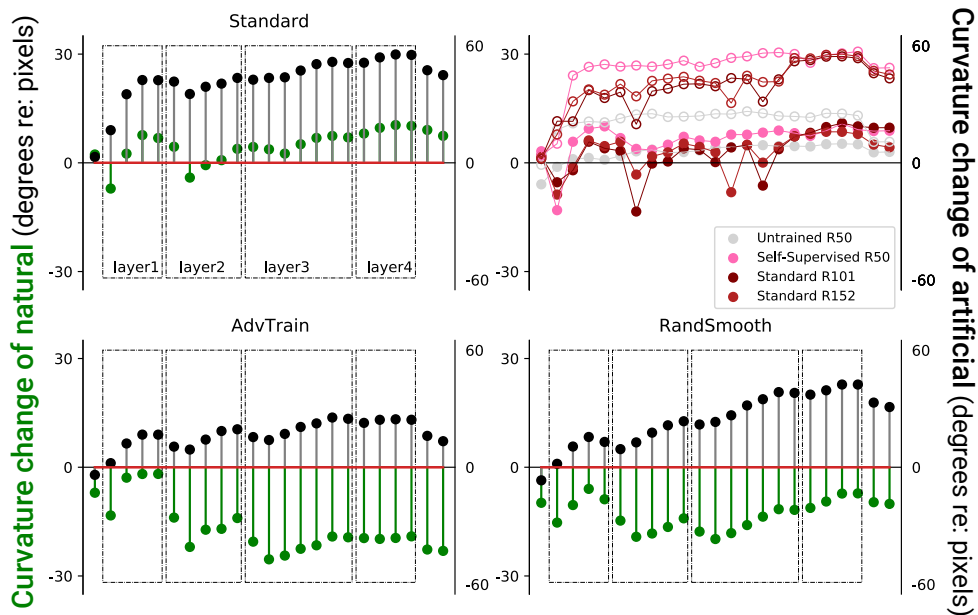 Curvature change of natural (degrees re: pixels)
Standard
30
0
-30
60
0
-60
layer1
layer2
layer3
layer4
30
0
-30
60
0
-60
Untrained R50
Self-Supervised R50
Standard R101
Standard R152
AdvTrain
30
0
-30
60
0
-60
RandSmooth
30
0
-30
60
0
-60
Curvature change of artificial (degrees re: pixels)